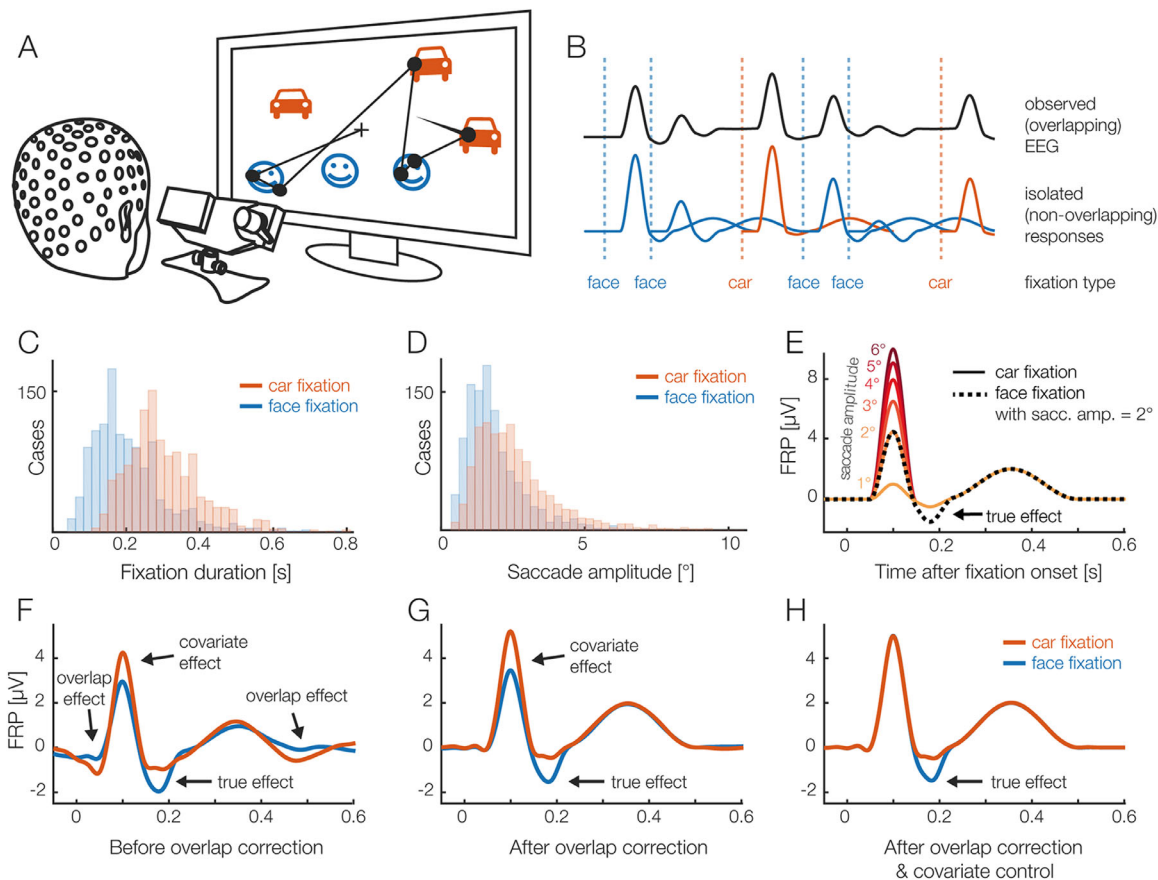 A
B
observed
(overlapping)
EEG
isolated
(non-overlapping)
responses
face
face
car
face
face
car
fixation type
C
150
Cases
car fixation
face fixation
0
0.2
0.4
0.6
0.8
Fixation duration [s]
D
150
Cases
car fixation
face fixation
0
5
10
Saccade amplitude [°]
E
8
4
0
FRP [µV]
saccade amplitude
6°
5°
4°
3°
2°
1°
car fixation
face fixation
with sacc. amp. = 2°
true effect
0
0.2
0.4
0.6
Time after fixation onset [s]
F
4
2
0
-2
FRP [µV]
covariate
effect
overlap
effect
overlap effect
true effect
0
0.2
0.4
0.6
Before overlap correction
G
4
2
0
-2
covariate
effect
true effect
0
0.2
0.4
0.6
After overlap correction
H
4
2
0
-2
car fixation
face fixation
true effect
0
0.2
0.4
0.6
After overlap correction
& covariate control